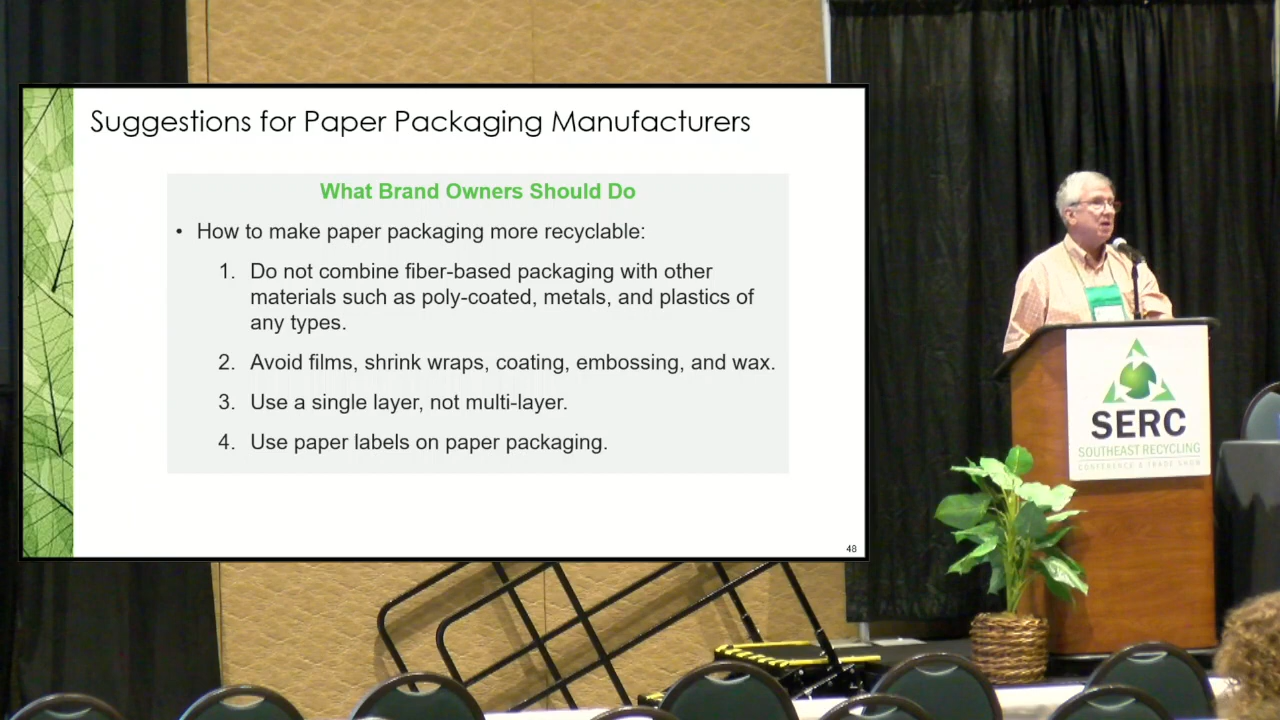 Suggestions for Paper Packaging Manufacturers
What Brand Owners Should Do
• How to make paper packaging more recyclable:
1. Do not combine fiber-based packaging with other
materials such as poly-coated, metals, and plastics of
any types.
2. Avoid films, shrink wraps, coating, embossing, and wax.
3. Use a single layer, not multi-layer.
4. Use paper labels on paper packaging.
48
SERC
SOUTHEAST RECYCLING
CONFERENCE & TRADE SHOW